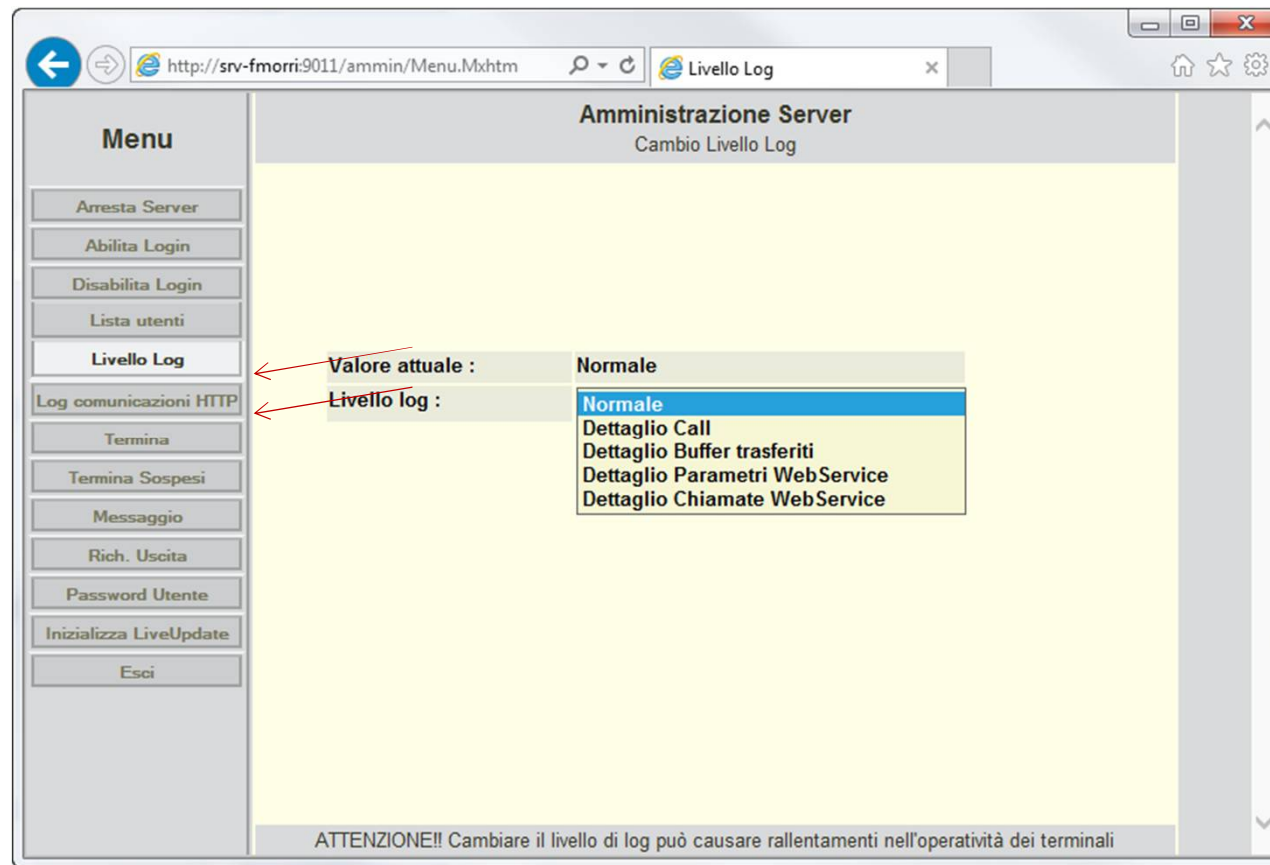 http://srv-fmorri:9011/ammin/Menu.Mxhtm
Livello Log
Menu
Amministrazione Server
Cambio Livello Log
Arresta Server
Abilita Login
Disabilita Login
Lista utenti
Livello Log
Log comunicazioni HTTP
Termina
Termina Sospesi
Messaggio
Rich. Uscita
Password Utente
Inizializza LiveUpdate
Esci
Valore attuale : Normale
Livello log : Normale
Dettaglio Call
Dettaglio Buffer trasferiti
Dettaglio Parametri WebService
Dettaglio Chiamate WebService
ATTENZIONE!! Cambiare il livello di log può causare rallentamenti nell'operatività dei terminali